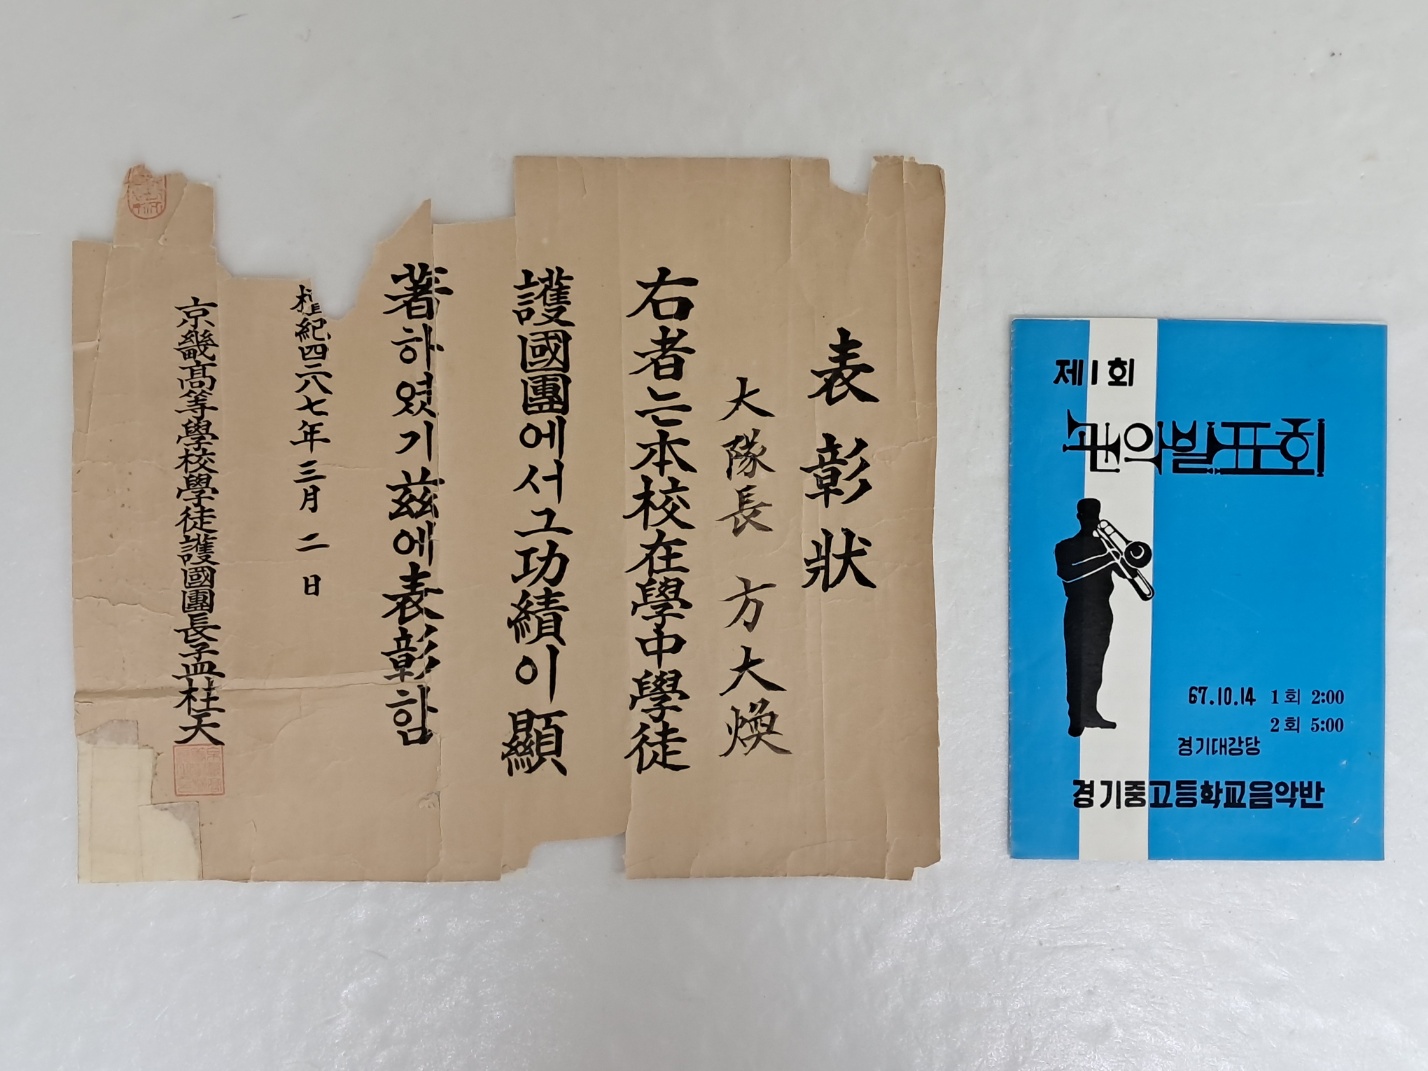 表彰狀
大隊長 方大煥
右者는本校在學中學徒
護國團에서그功績이顯
著하였기玆에表彰함
檀紀四二八七年三月二日
京畿高等學校學徒護國團長孟柱天
제1회
관악발표회
67.10.14 1회 2:00
2회 5:00
경기대강당
경기중고등학교음악반